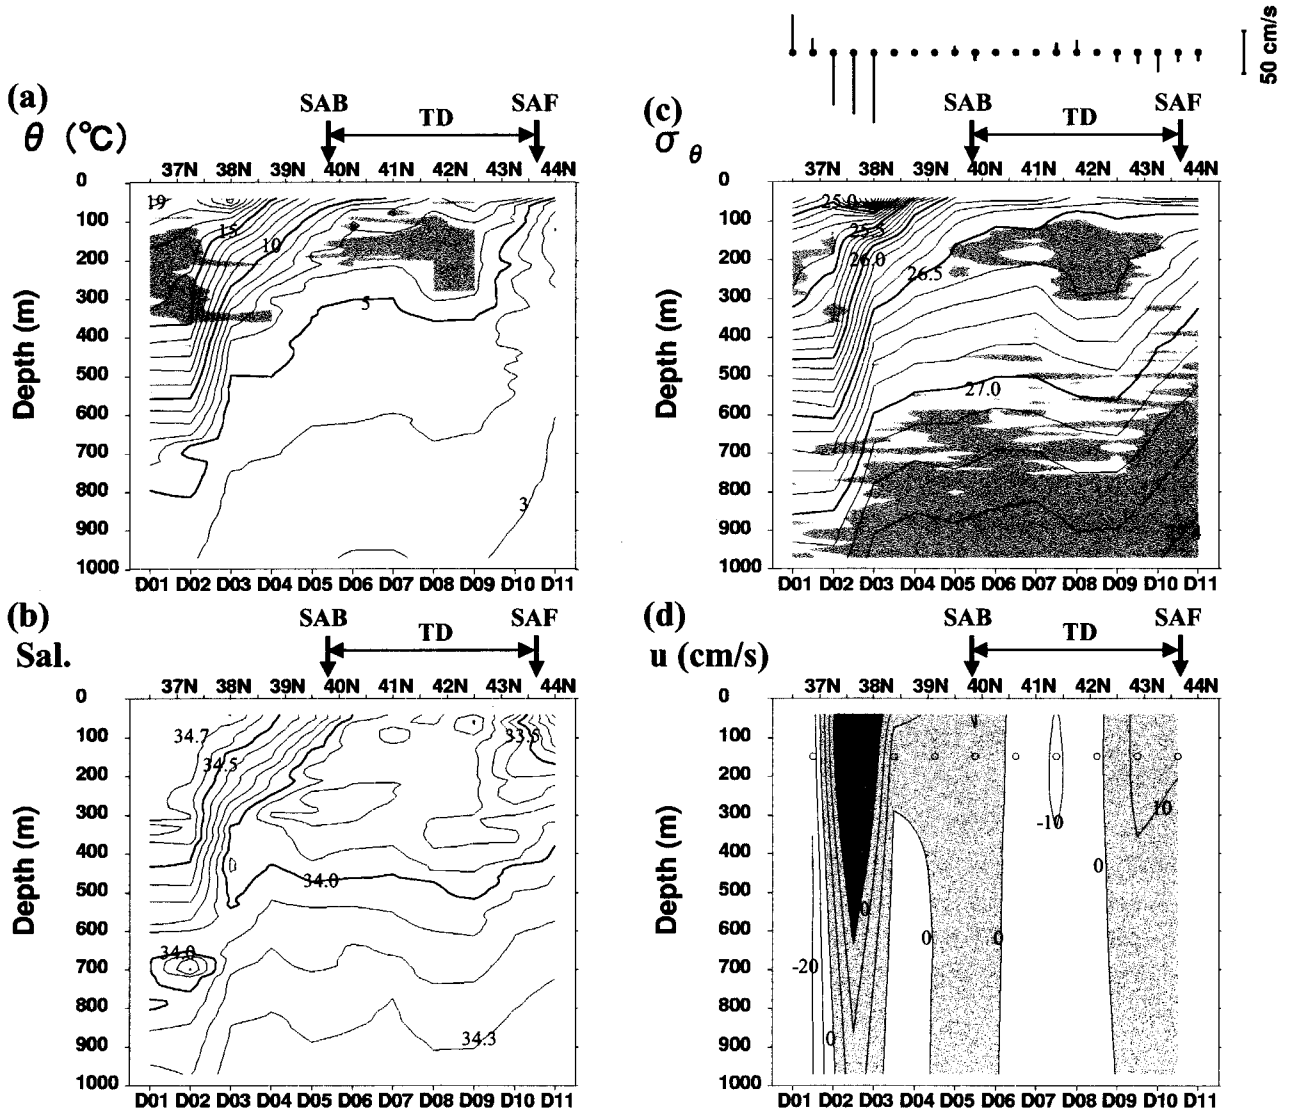 50 cm/s
(a)
θ (℃)
SAB
TD
SAF
37N 38N 39N 40N 41N 42N 43N 44N
Depth (m)
0
100
200
300
400
500
600
700
800
900
1000
19
15
10
5
3
D01 D02 D03 D04 D05 D06 D07 D08 D09 D10 D11
(c)
σ θ
SAB
TD
SAF
37N 38N 39N 40N 41N 42N 43N 44N
Depth (m)
0
100
200
300
400
500
600
700
800
900
1000
25.0
25.5
26.0
26.5
27.0
D01 D02 D03 D04 D05 D06 D07 D08 D09 D10 D11
(b)
Sal.
SAB
TD
SAF
37N 38N 39N 40N 41N 42N 43N 44N
Depth (m)
0
100
200
300
400
500
600
700
800
900
1000
34.7
34.5
33.5
34.0
34.0
34.3
D01 D02 D03 D04 D05 D06 D07 D08 D09 D10 D11
(d)
u (cm/s)
SAB
TD
SAF
37N 38N 39N 40N 41N 42N 43N 44N
Depth (m)
0
100
200
300
400
500
600
700
800
900
1000
10
-10
0
0
0
-20
0
D01 D02 D03 D04 D05 D06 D07 D08 D09 D10 D11